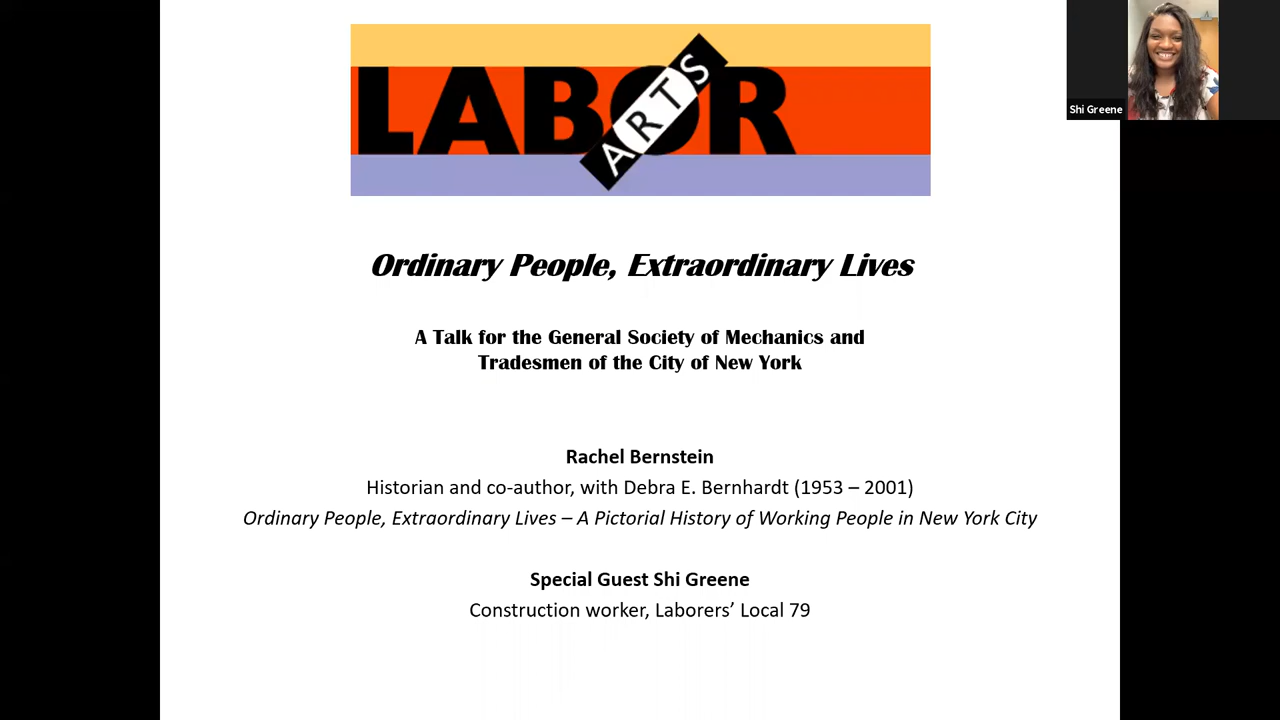 LABOR
ARTS
Shi Greene
Ordinary People, Extraordinary Lives
A Talk for the General Society of Mechanics and
Tradesmen of the City of New York
Rachel Bernstein
Historian and co-author, with Debra E. Bernhardt (1953 – 2001)
Ordinary People, Extraordinary Lives – A Pictorial History of Working People in New York City
Special Guest Shi Greene
Construction worker, Laborers’ Local 79